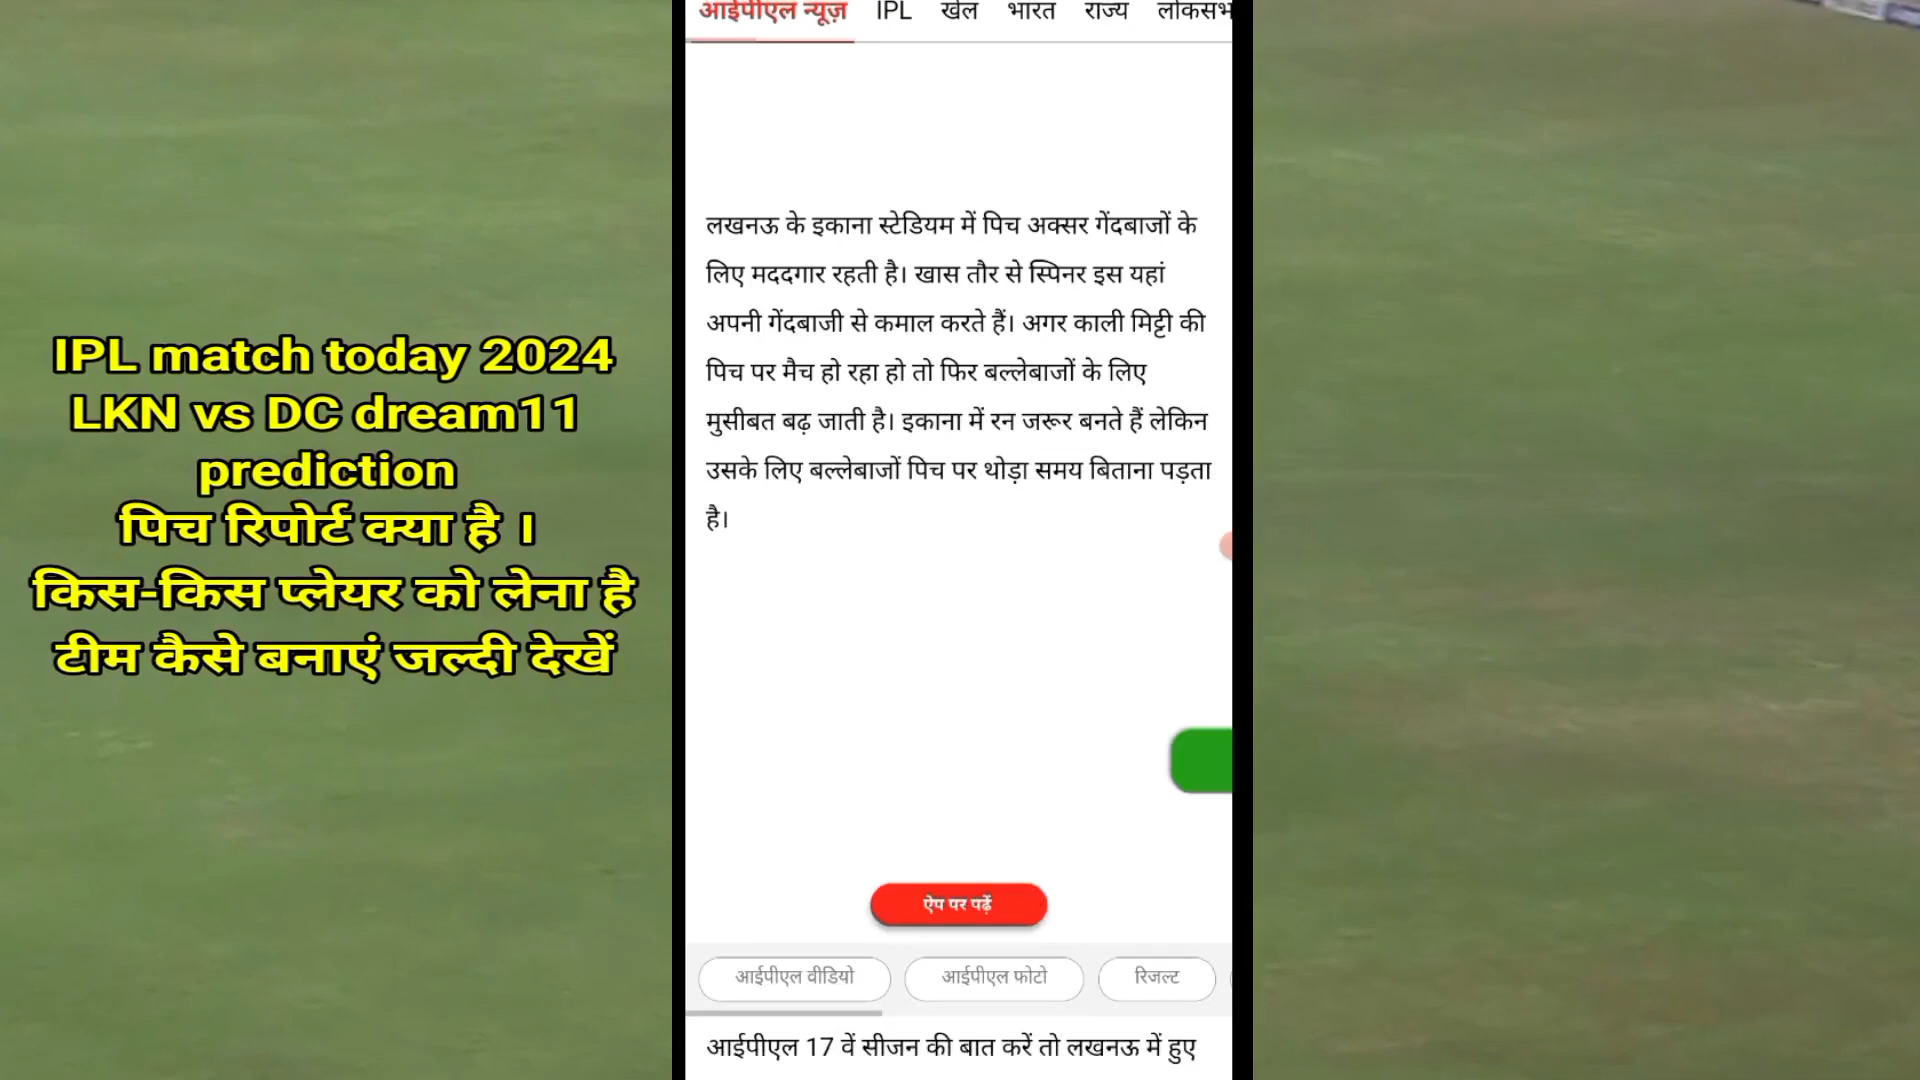 IPL match today 2024
LKN vs DC dream11
prediction
पिच रिपोर्ट क्या है ।
किस-किस प्लेयर को लेना है
टीम कैसे बनाएं जल्दी देखें
आईपीएल न्यूज़ IPL खेल भारत राज्य
लखनऊ के इकाना स्टेडियम में पिच अक्सर गेंदबाजों के
लिए मददगार रहती है। खास तौर से स्पिनर इस यहां
अपनी गेंदबाजी से कमाल करते हैं। अगर काली मिट्टी की
पिच पर मैच हो रहा हो तो फिर बल्लेबाजों के लिए
मुसीबत बढ़ जाती है। इकाना में रन जरूर बनते हैं लेकिन
उसके लिए बल्लेबाजों पिच पर थोड़ा समय बिताना पड़ता
है।
ऐप पर पढ़ें
आईपीएल वीडियो आईपीएल फोटो रिजल्ट
आईपीएल 17 वें सीजन की बात करें तो लखनऊ में हुए